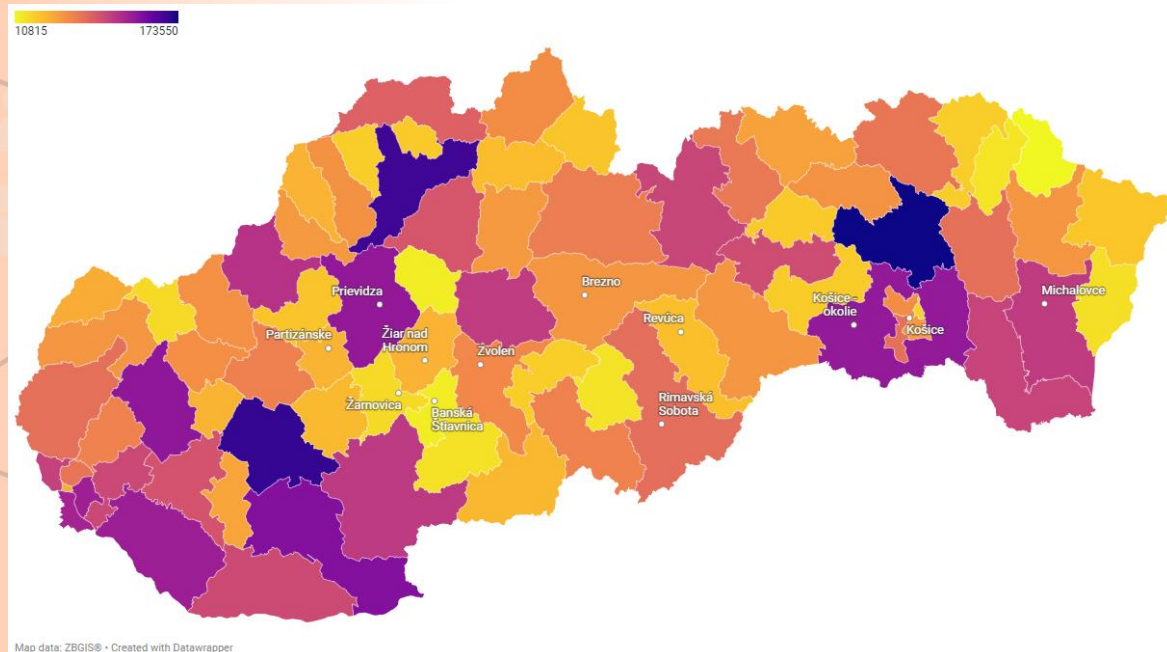 10815
173550
Brezno
Prievidza
Michalovce
Košice -
okolie
Revúca
Košice
Partizánske
Žiar nad
Hronom
Zvolen
Žarnovica
Banská
Štiavnica
Rimavská
Sobota
Map data: ZBGIS® • Created with Datawrapper